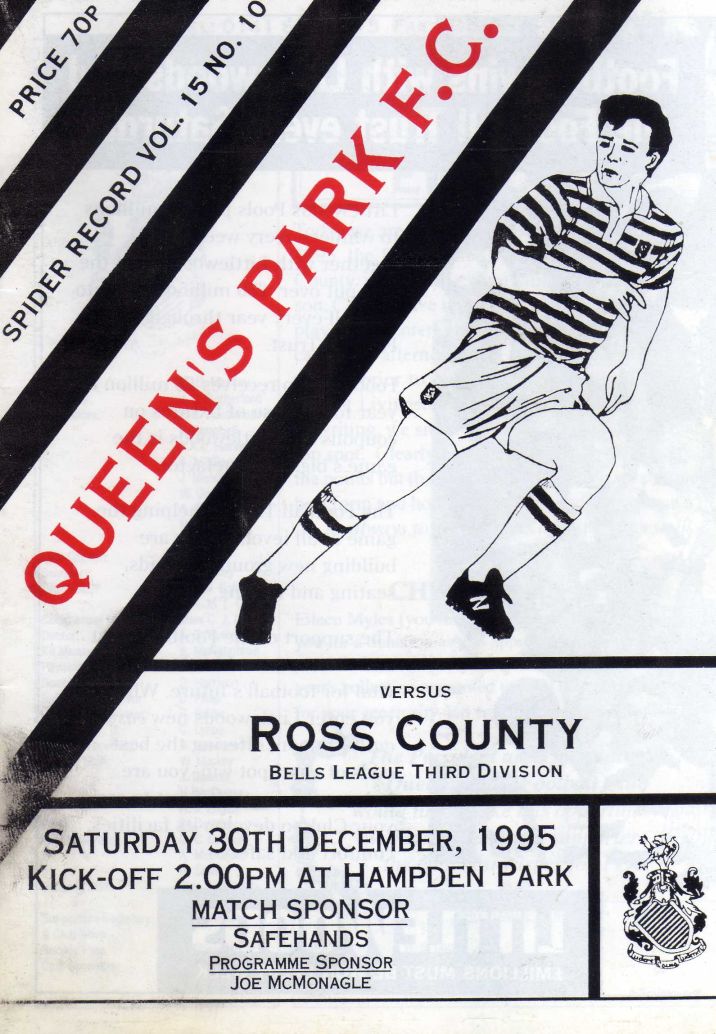 PRICE 70P
SPIDER RECORD VOL. 15 NO. 10
QUEEN'S PARK F.C.
N
VERSUS
ROSS COUNTY
BELLS LEAGUE THIRD DIVISION
SATURDAY 30TH DECEMBER, 1995
KICK-OFF 2.00PM AT HAMPDEN PARK
MATCH SPONSOR
SAFEHANDS
PROGRAMME SPONSOR
JOE MCMONAGLE